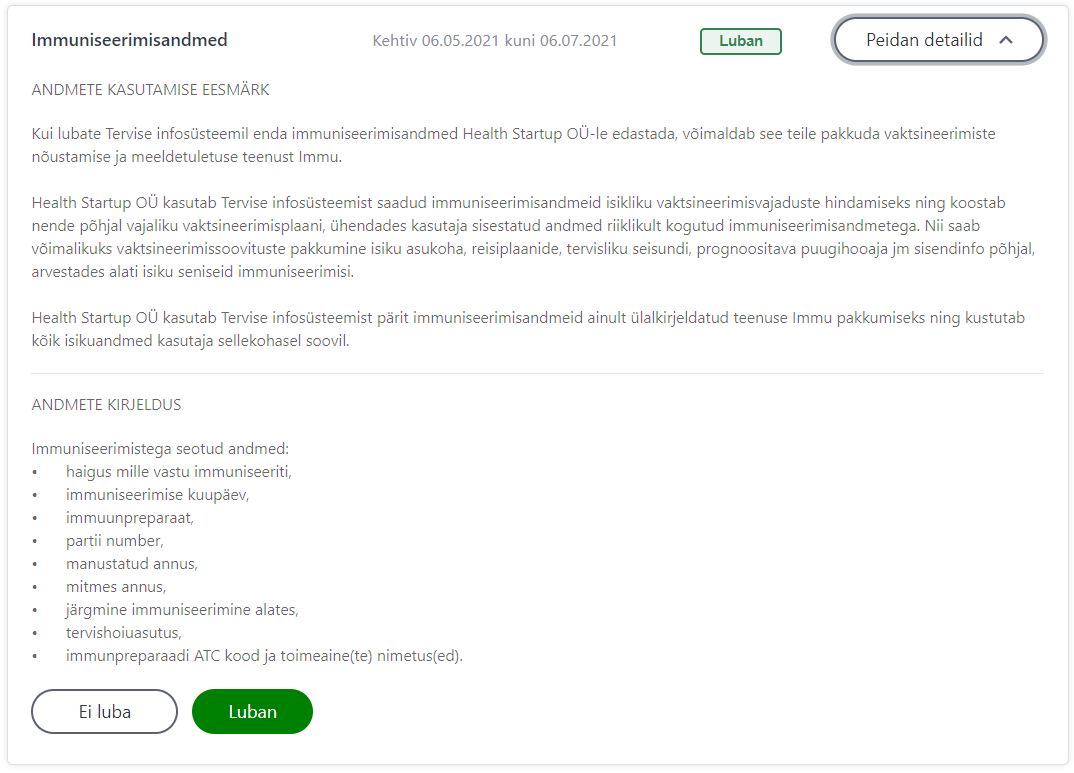 Immuniseerimisandmed Kehtiv 06.05.2021 kuni 06.07.2021 Luban Peidan detailid
ANDMETE KASUTAMISE EESMÄRK
Kui lubate Tervise infosüsteemil enda immuniseerimisandmed Health Startup OÜ-le edastada, võimaldab see teile pakkuda vaktsineerimiste
nõustamise ja meeldetuletuse teenust Immu.
Health Startup OÜ kasutab Tervise infosüsteemist saadud immuniseerimisandmeid isikliku vaktsineerimisvajaduste hindamiseks ning koostab
nende põhjal vajaliku vaktsineerimisplaani, ühendades kasutaja sisestatud andmed riiklikult kogutud immuniseerimisandmetega. Nii saab
võimalikuks vaktsineerimissoovituste pakkumine isiku asukoha, reisiplaanide, tervisliku seisundi, prognoositava puugihooaja jm sisendinfo põhjal,
arvestades alati isiku seniseid immuniseerimisi.
Health Startup OÜ kasutab Tervise infosüsteemist pärit immuniseerimisandmeid ainult ülalkirjeldatud teenuse Immu pakkumiseks ning kustutab
kõik isikuandmed kasutaja sellekohasel soovil.
ANDMETE KIRJELDUS
Immuniseerimistega seotud andmed:
• haigus mille vastu immuniseeriti,
• immuniseerimise kuupäev,
• immuunpreparaat,
• partii number,
• manustatud annus,
• mitmes annus,
• järgmine immuniseerimine alates,
• tervishoiuasutus,
• immunpreparaadi ATC kood ja toimeaine(te) nimetus(ed).
Ei luba Luban